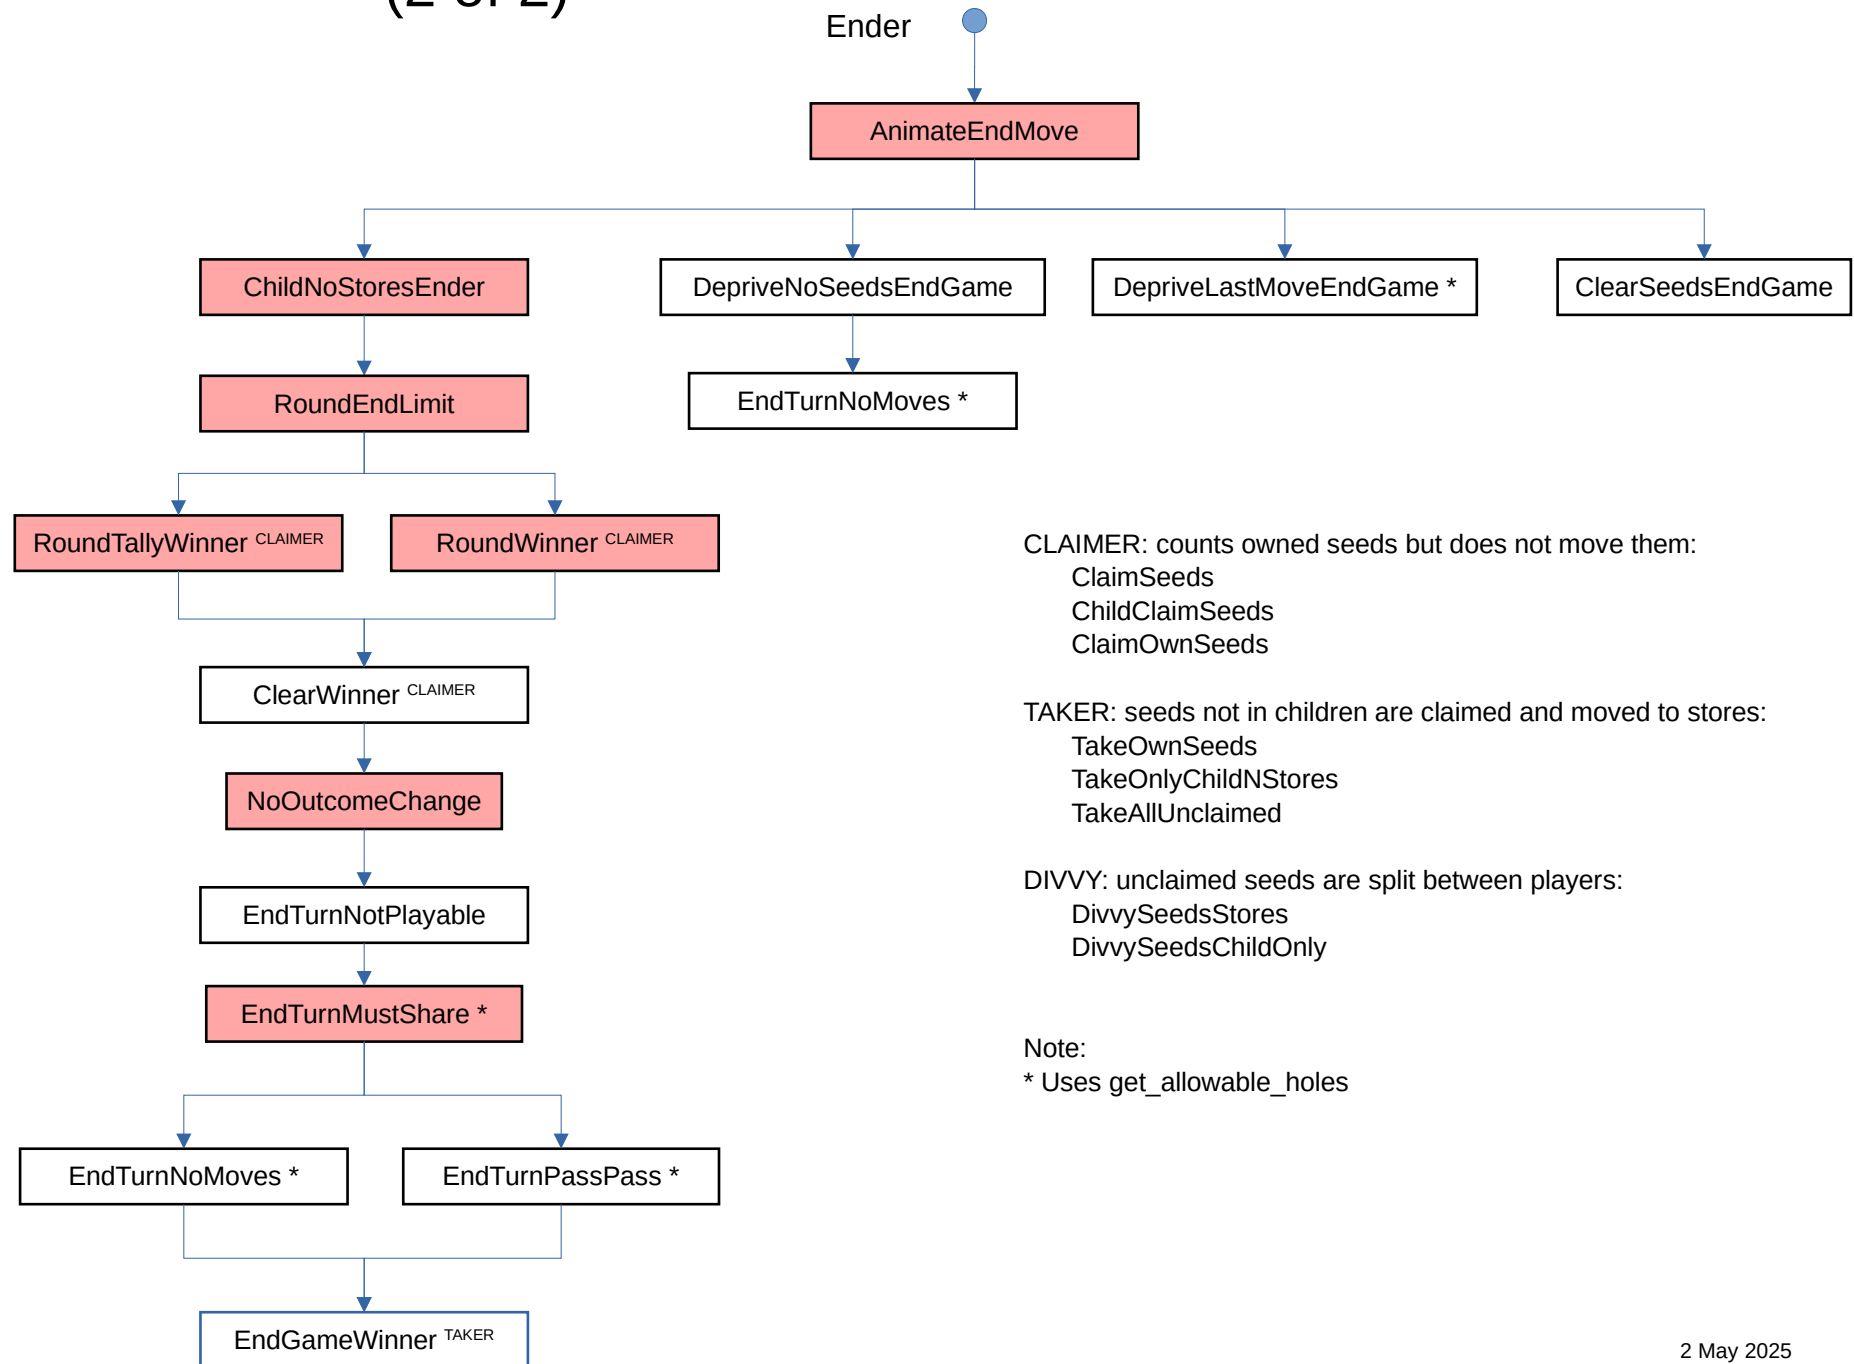 (2 of 2)
Ender
AnimateEndMove
ChildNoStoresEnder
DepriveNoSeedsEndGame
DepriveLastMoveEndGame *
ClearSeedsEndGame
RoundEndLimit
EndTurnNoMoves *
RoundTallyWinner CLAIMER
RoundWinner CLAIMER
ClearWinner CLAIMER
NoOutcomeChange
EndTurnNotPlayable
EndTurnMustShare *
EndTurnNoMoves *
EndTurnPassPass *
EndGameWinner TAKER
CLAIMER: counts owned seeds but does not move them:
ClaimSeeds
ChildClaimSeeds
ClaimOwnSeeds
TAKER: seeds not in children are claimed and moved to stores:
TakeOwnSeeds
TakeOnlyChildNStores
TakeAllUnclaimed
DIVVY: unclaimed seeds are split between players:
DivvySeedsStores
DivvySeedsChildOnly
Note:
* Uses get_allowable_holes
2 May 2025